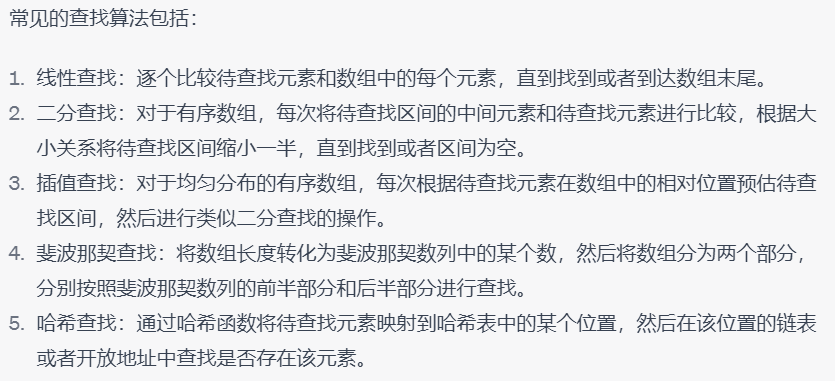 常见的查找算法包括：
1. 线性查找：逐个比较待查找元素和数组中的每个元素，直到找到或者到达数组末尾。
2. 二分查找：对于有序数组，每次将待查找区间的中间元素和待查找元素进行比较，根据大
小关系将待查找区间缩小一半，直到找到或者区间为空。
3. 插值查找：对于均匀分布的有序数组，每次根据待查找元素在数组中的相对位置预估待查
找区间，然后进行类似二分查找的操作。
4. 斐波那契查找：将数组长度转化为斐波那契数列中的某个数，然后将数组分为两个部分，
分别按照斐波那契数列的前半部分和后半部分进行查找。
5. 哈希查找：通过哈希函数将待查找元素映射到哈希表中的某个位置，然后在该位置的链表
或者开放地址中查找是否存在该元素。